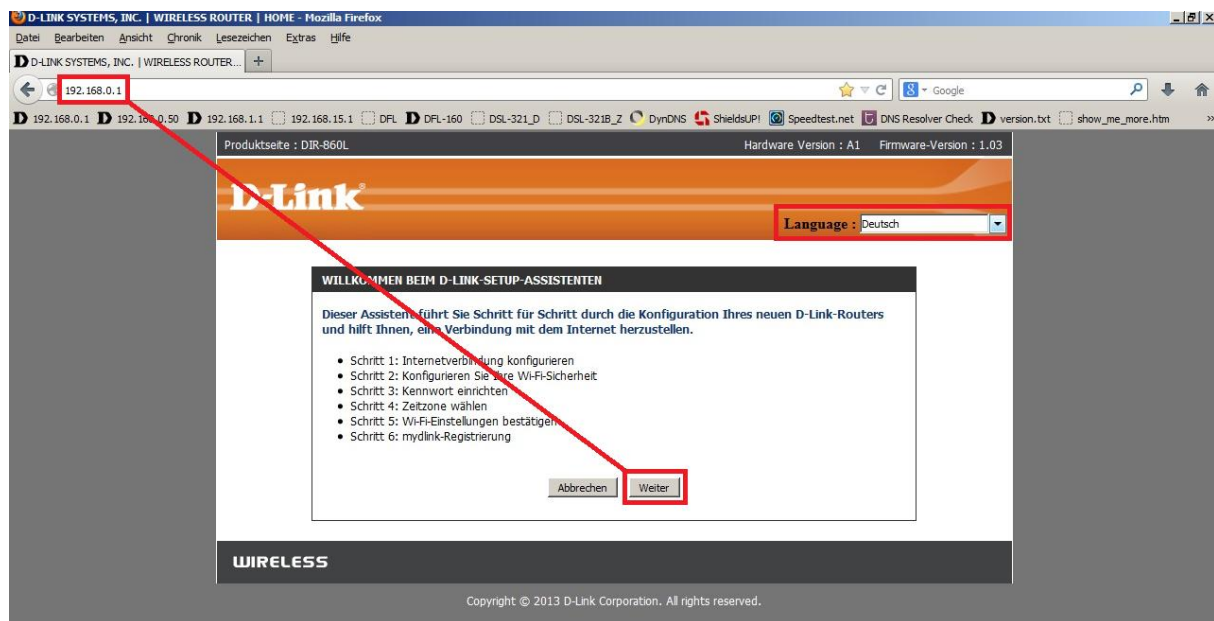 D-LINK SYSTEMS, INC. | WIRELESS ROUTER | HOME - Mozilla Firefox
Datei Bearbeiten Ansicht Chronik Lesezeichen Extras Hilfe
D-LINK SYSTEMS, INC. | WIRELESS ROUTER... +
192.168.0.1 Google
192.168.0.1 192.168.0.50 192.168.1.1 192.168.15.1 DFL DFL-160 DSL-321_D DSL-321B_Z DynDNS ShieldsUP! Speedtest.net DNS Resolver Check version.txt show_me_more.htm »
Produktseite : DIR-860L Hardware Version : A1 Firmware-Version : 1.03
D-Link®
Language : Deutsch
WILLKOMMEN BEIM D-LINK-SETUP-ASSISTENTEN
Dieser Assistent führt Sie Schritt für Schritt durch die Konfiguration Ihres neuen D-Link-Routers
und hilft Ihnen, eine Verbindung mit dem Internet herzustellen.
• Schritt 1: Internetverbindung konfigurieren
• Schritt 2: Konfigurieren Sie Ihre Wi-Fi-Sicherheit
• Schritt 3: Kennwort einrichten
• Schritt 4: Zeitzone wählen
• Schritt 5: Wi-Fi-Einstellungen bestätigen
• Schritt 6: mydlink-Registrierung
Abbrechen Weiter
WIRELESS
Copyright © 2013 D-Link Corporation. All rights reserved.